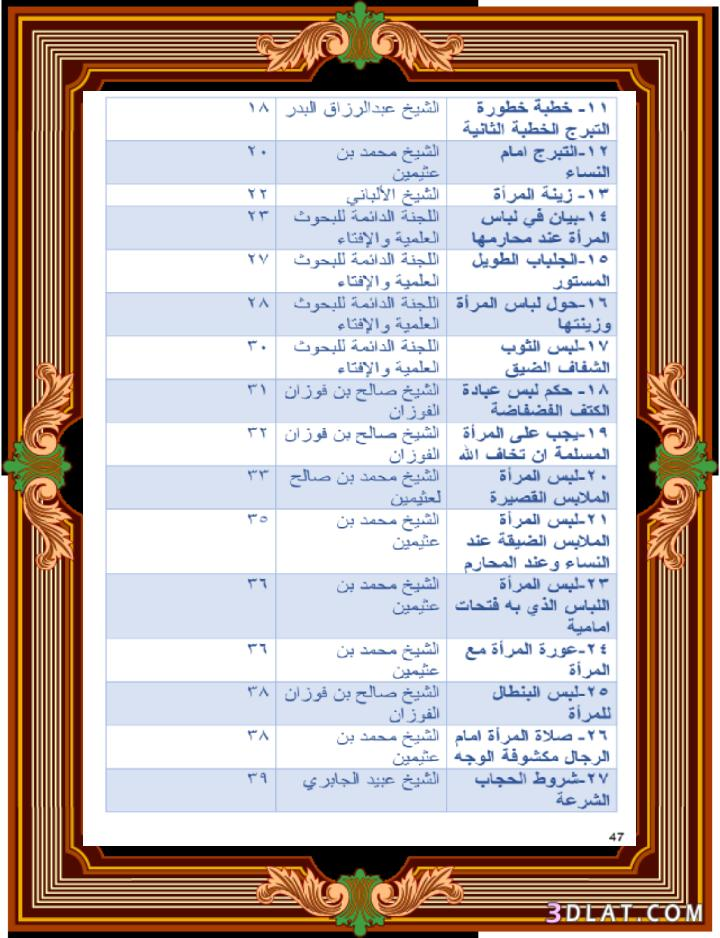 ١١- خطبة خطورة الشيخ عبدالرزاق البدر ١٨
التبرج الخطبة الثانية
١٢-التبرج امام الشيخ محمد بن ٢٠
النساء عثيمين
١٣- زينة المرأة الشيخ الألباني ٢٢
١٤-بيان في لباس اللجنة الدائمة للبحوث ٢٣
المرأة عند محارمها العلمية والإفتاء
١٥-الجلباب الطويل اللجنة الدائمة للبحوث ٢٧
المستور العلمية والإفتاء
١٦-حول لباس المرأة اللجنة الدائمة للبحوث ٢٨
وزينتها العلمية والإفتاء
١٧-لبس الثوب اللجنة الدائمة للبحوث ٣٠
الشفاف الضيق العلمية والإفتاء
١٨- حكم لبس عبادة الشيخ صالح بن فوزان ٣١
الكتف الفضفاضة الفوزان
١٩-يجب على المرأة الشيخ صالح بن فوزان ٣٢
المسلمة ان تخاف الله الفوزان
٢٠-لبس المرأة الشيخ محمد بن صالح ٣٣
الملابس القصيرة لعثيمين
٢١-لبس المرأة الشيخ محمد بن ٣٥
الملابس الضيقة عند عثيمين
النساء وعند المحارم
٢٣-لبس المرأة الشيخ محمد بن ٣٦
اللباس الذي به فتحات عثيمين
امامية
٢٤-عورة المرأة مع الشيخ محمد بن ٣٦
المرأة عثيمين
٢٥-لبس البنطال الشيخ صالح بن فوزان ٣٨
للمرأة الفوزان
٢٦- صلاة المرأة امام الشيخ محمد بن ٣٨
الرجال مكشوفة الوجه عثيمين
٢٧-شروط الحجاب الشيخ عبيد الجابري ٣٩
الشرعة
47
3DLAT.COM